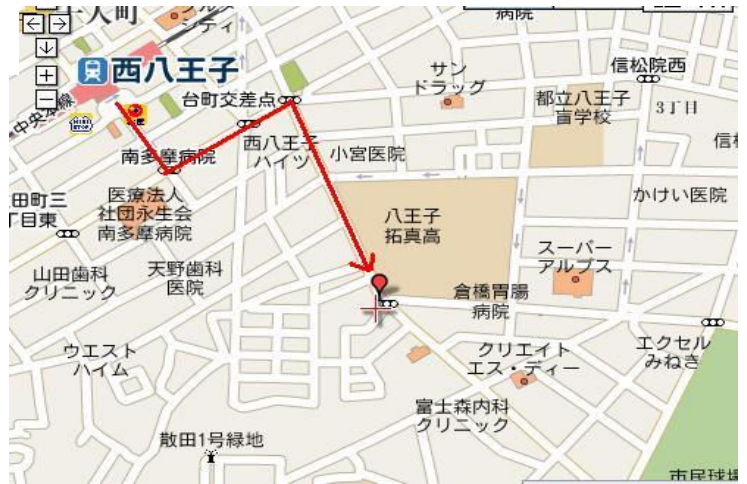 病院
西八王子
中央本線
台町交差点
サン
ドラッグ
信松院西
都立八王子
盲学校
3丁目
南多摩病院
西八王子
ハイツ
小宮医院
医療法人
社団永生会
南多摩病院
田町三
丁目東
かけい医院
八王子
拓真高
スーパー
アルプス
山田歯科
クリニック
天野歯科
医院
倉橋胃腸
病院
ウエスト
ハイム
クリエイト
エス・ディー
エクセル
みねき
富士森内科
クリニック
散田1号緑地
市民球場